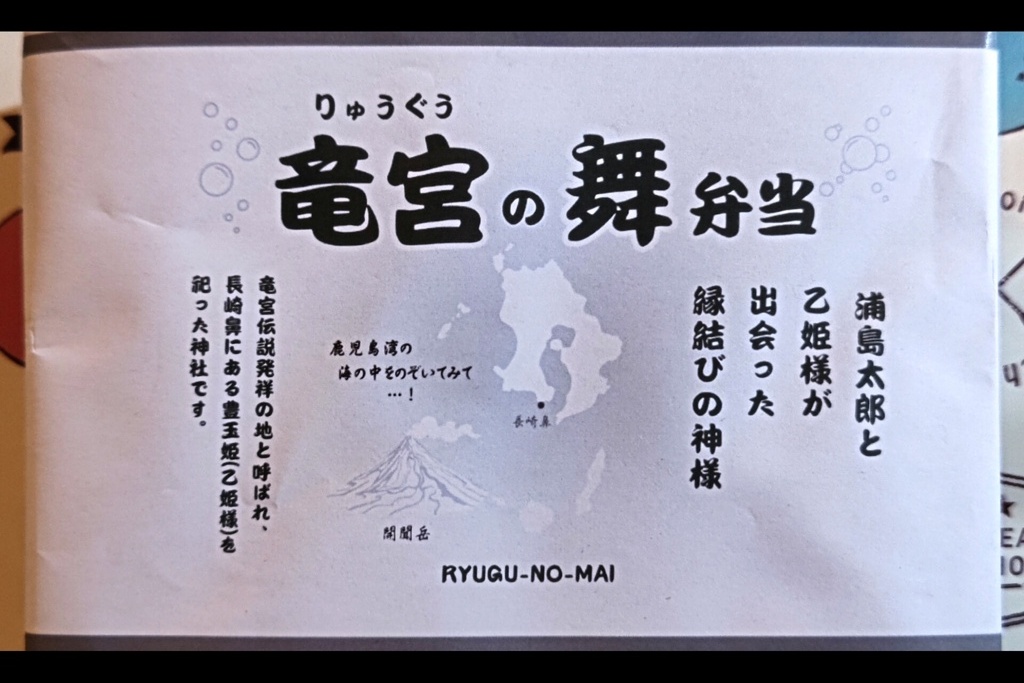 りゅうぐう
竜宮の舞弁当
浦島太郎と
乙姫様が
出会った
縁結びの神様
鹿児島湾の
海の中をのぞいてみて
…！
長崎鼻
開聞岳
竜宮伝説発祥の地と呼ばれ、
長崎鼻にある豊玉姫(乙姫様)を
祀った神社です。
RYUGU-NO-MAI